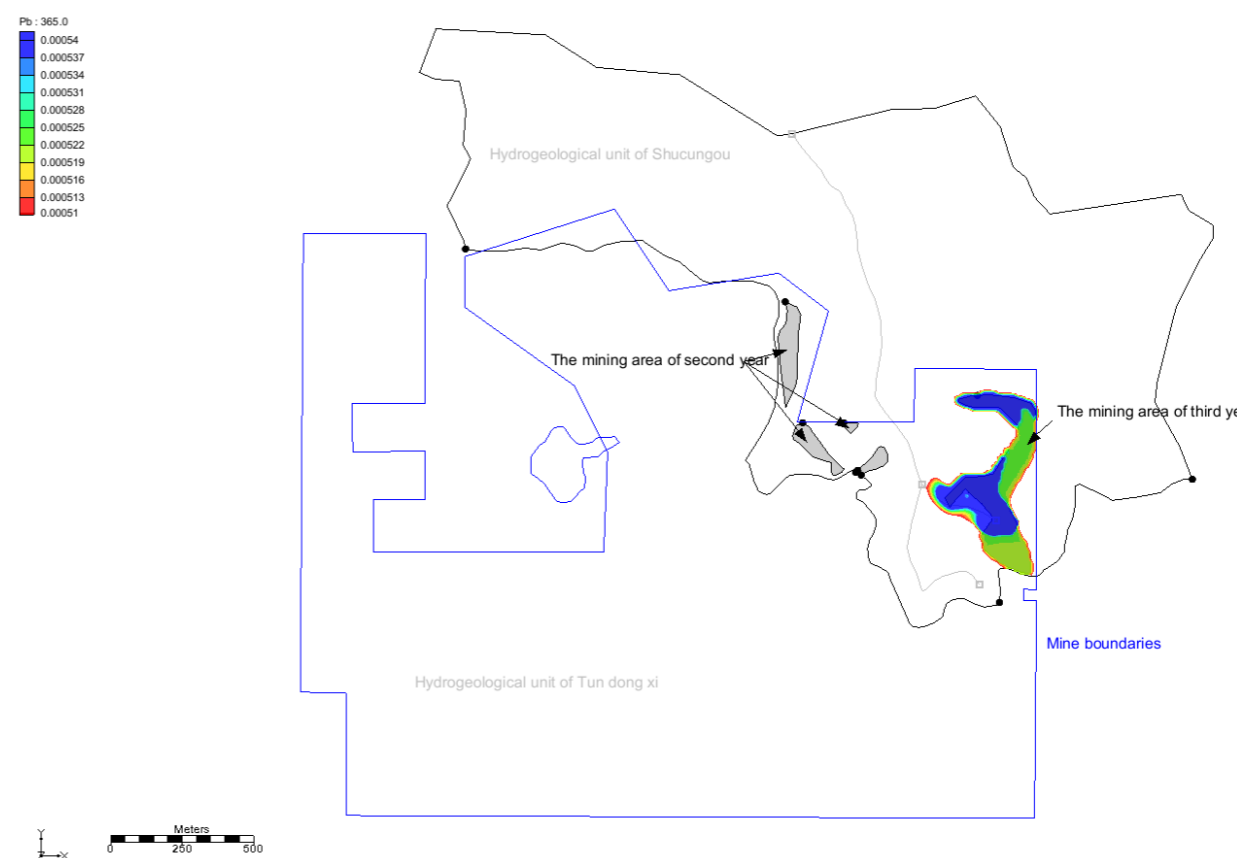 Pb : 365.0
0.00054
0.000537
0.000534
0.000531
0.000528
0.000525
0.000522
0.000519
0.000516
0.000513
0.00051
Hydrogeological unit of Shucungou
The mining area of second year
The mining area of third ye
Mine boundaries
Hydrogeological unit of Tun dong xi
Y
Z X
Meters
0 250 500